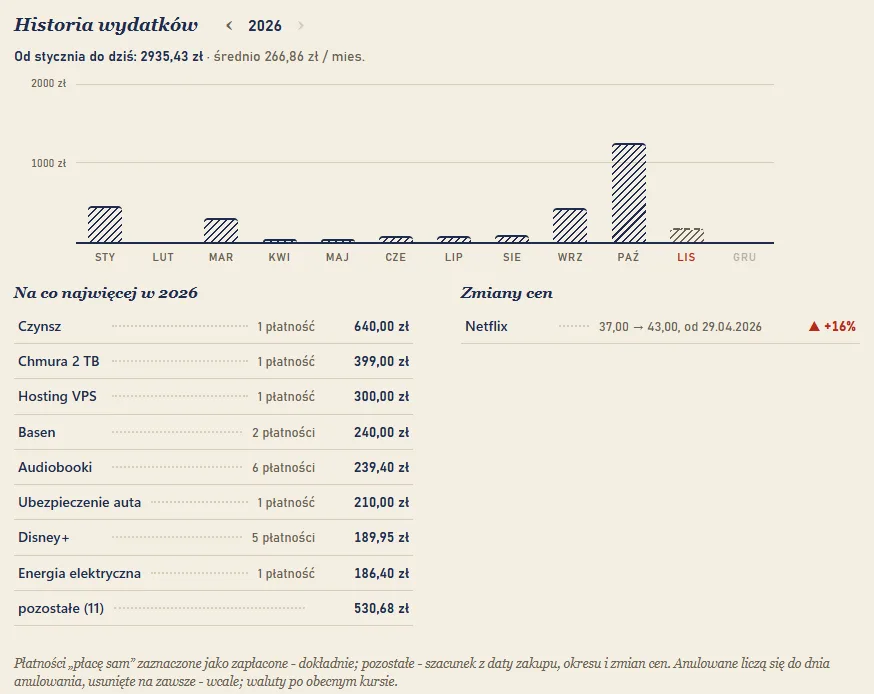 Historia wydatków ‹ 2026 ›
Od stycznia do dziś: 2935,43 zł · średnio 266,86 zł / mies.
2000 zł
1000 zł
STY LUT MAR KWI MAJ CZE LIP SIE WRZ PAŹ LIS GRU
Na co najwięcej w 2026
Czynsz 1 płatność 640,00 zł
Chmura 2 TB 1 płatność 399,00 zł
Hosting VPS 1 płatność 300,00 zł
Basen 2 płatności 240,00 zł
Audiobooki 6 płatności 239,40 zł
Ubezpieczenie auta 1 płatność 210,00 zł
Disney+ 5 płatności 189,95 zł
Energia elektryczna 1 płatność 186,40 zł
pozostałe (11) 530,68 zł
Zmiany cen
Netflix 37,00 → 43,00, od 29.04.2026 ▲ +16%
Płatności „płacę sam” zaznaczone jako zapłacone - dokładnie; pozostałe - szacunek z daty zakupu, okresu i zmian cen. Anulowane liczą się do dnia
anulowania, usunięte na zawsze - wcale; waluty po obecnym kursie.